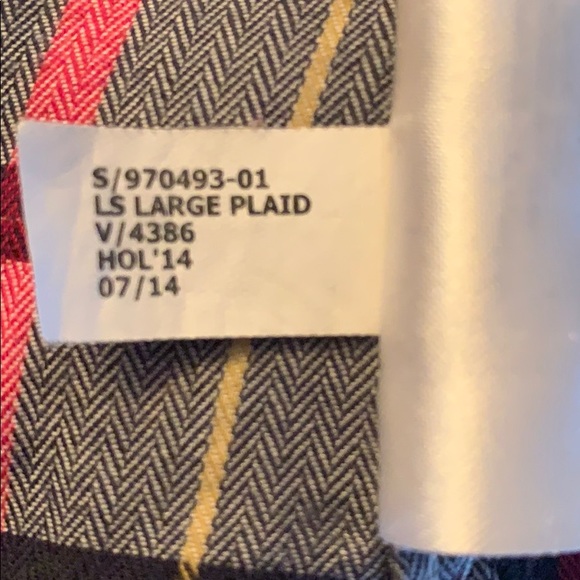 S/970493-01
LS LARGE PLAID
V/4386
HOL'14
07/14